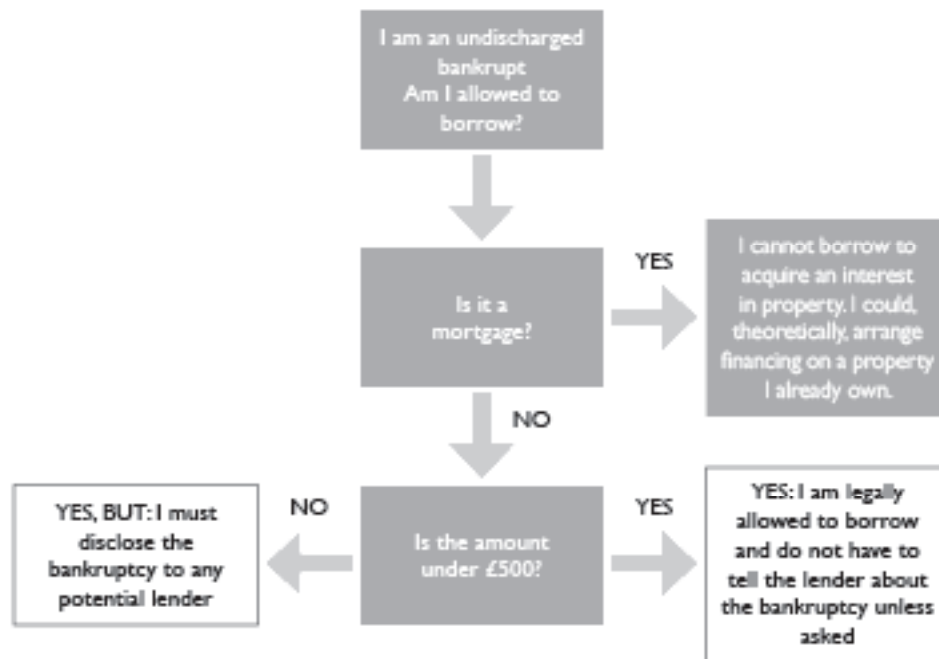 I am an undischarged
bankrupt
Am I allowed to
borrow?
Is it a
mortgage?
YES
I cannot borrow to
acquire an interest
in property. I could,
theoretically, arrange
financing on a property
I already own.
NO
Is the amount
under £500?
NO
YES, BUT: I must
disclose the
bankruptcy to any
potential lender
YES
YES: I am legally
allowed to borrow
and do not have to
tell the lender about
the bankruptcy unless
asked